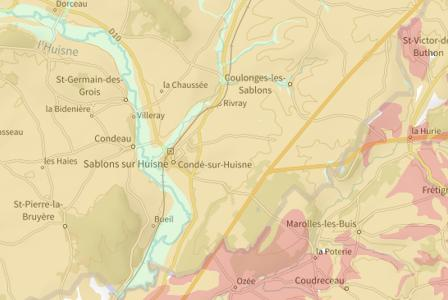 Dorceau
D10
l'Huisne
St-Victor-de
Buthon
St-Germain-des-
Grois
la Chaussée
Coulonges-les-
Sablons
la Bidenière
Rivray
Villeray
asseau
la Hurie
Condeau
les Haies
Sablons sur Huisne
Condé-sur-Huisne
Frétig
St-Pierre-la-
Bruyère
Bueil
Marolles-les-Buis
la Poterie
Ozée
Coudreceau